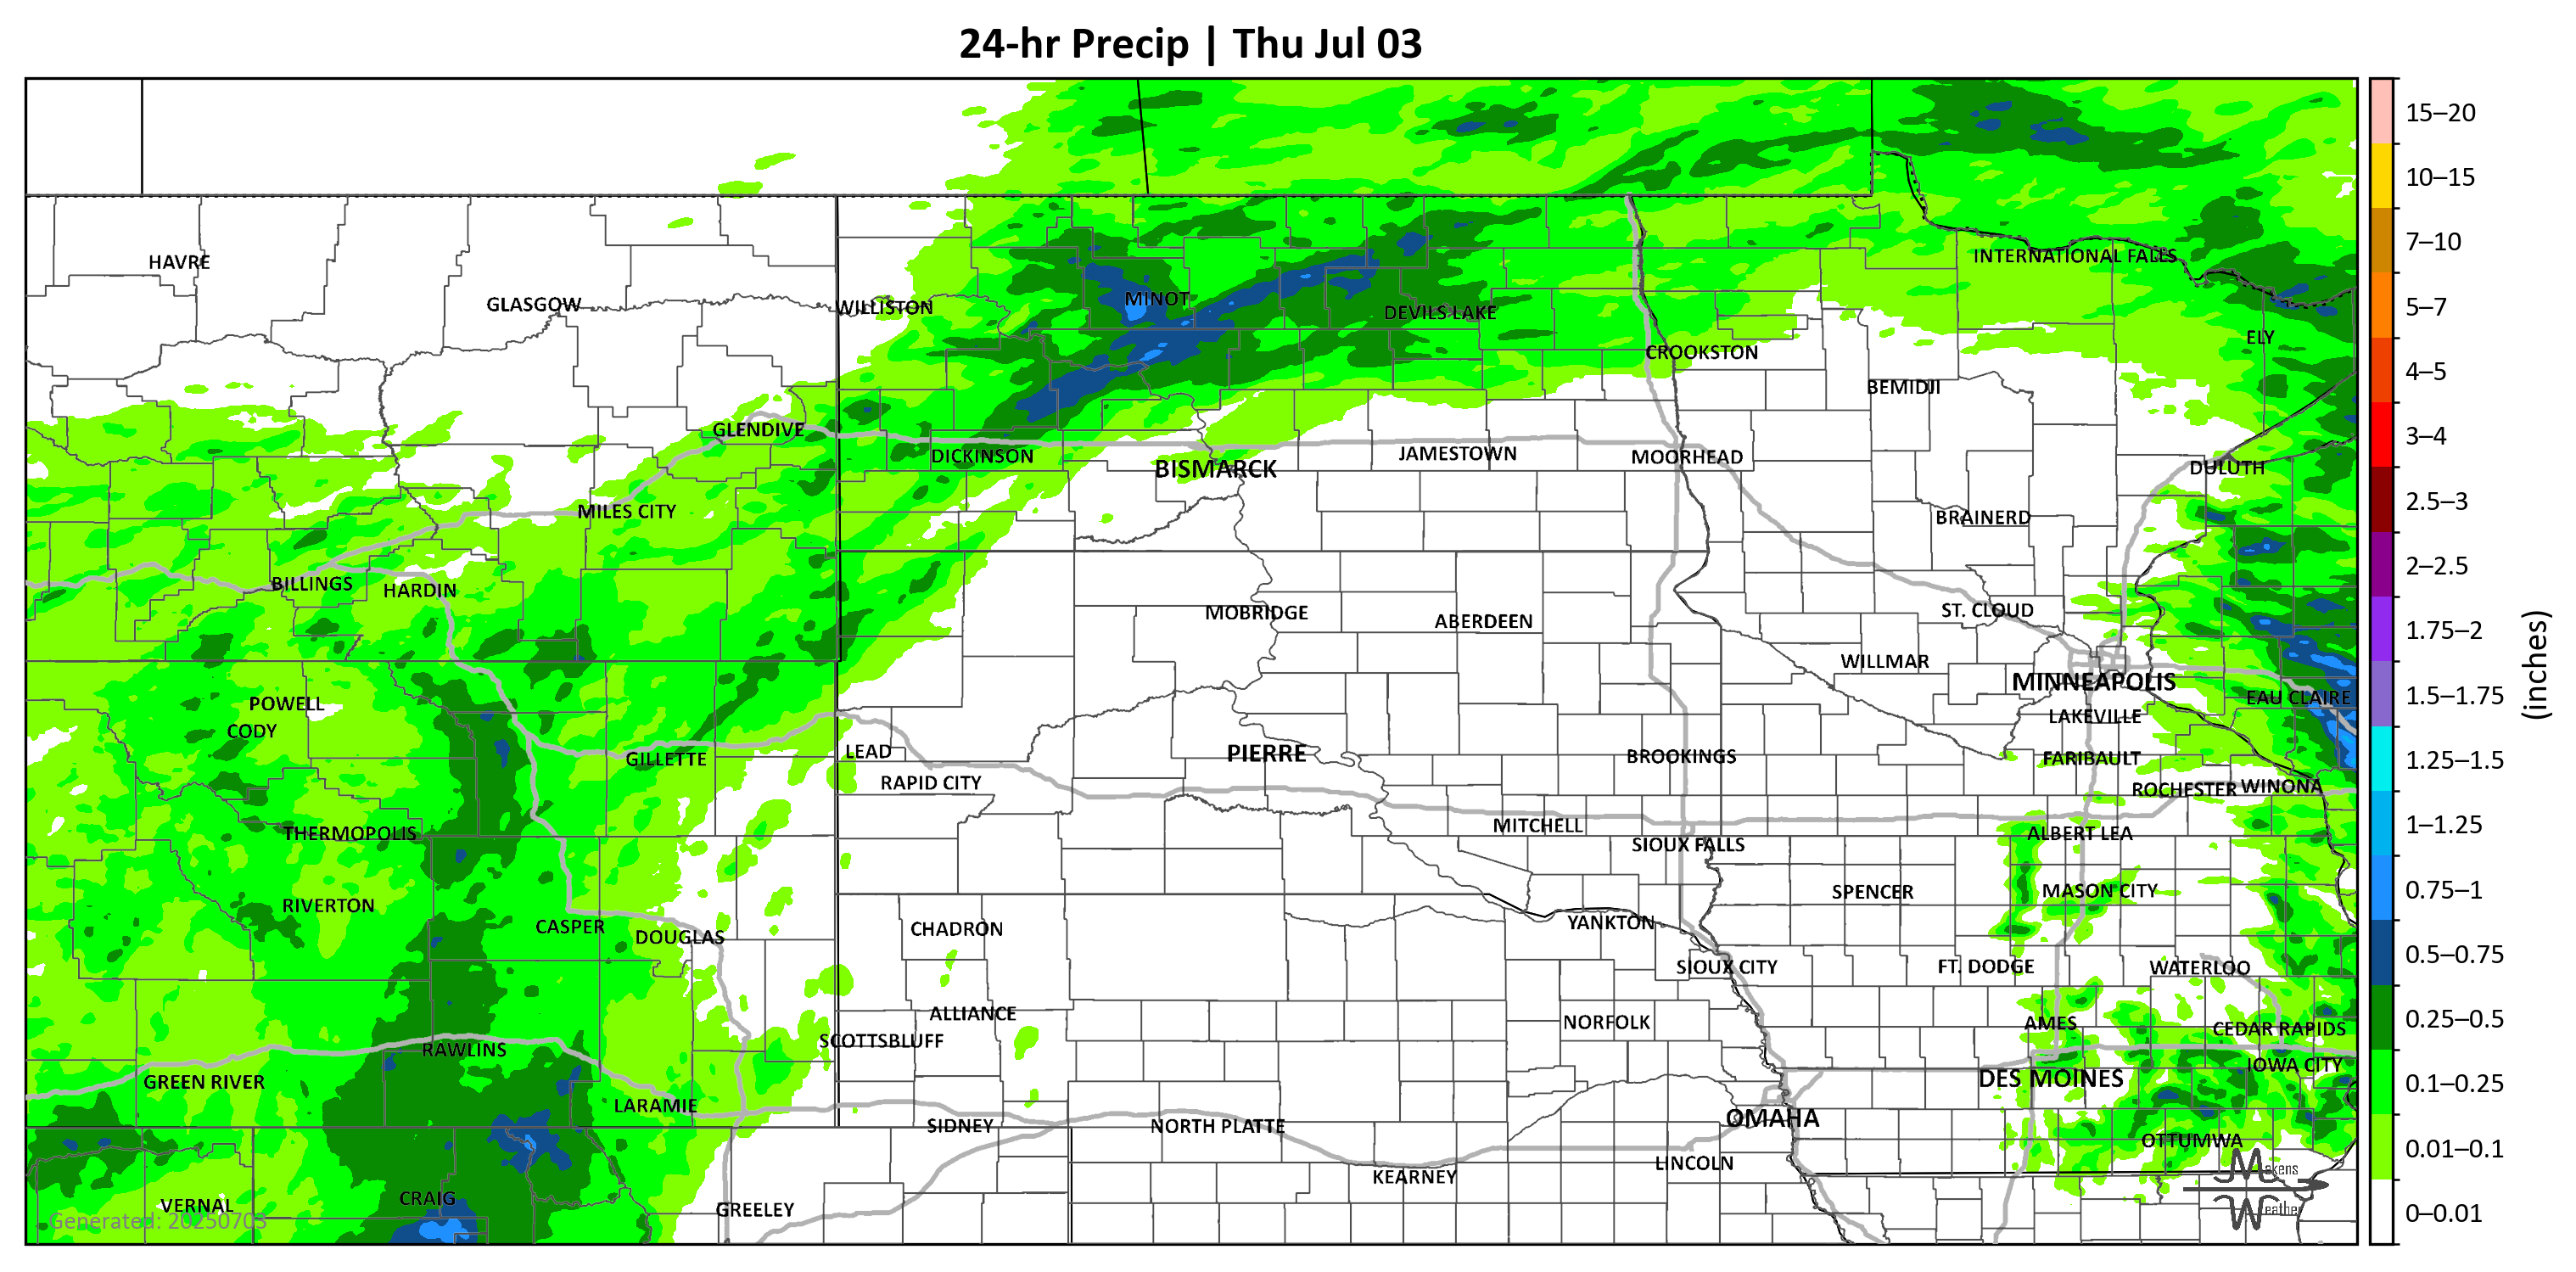 24-hr Precip | Thu Jul 03
HAVRE
GLASGOW
WILLISTON
MINOT
DEVILS LAKE
INTERNATIONAL FALLS
ELY
CROOKSTON
BEMIDJI
GLENDIVE
DICKINSON
BISMARCK
JAMESTOWN
MOORHEAD
DULUTH
MILES CITY
BRAINERD
BILLINGS
HARDIN
MOBRIDGE
ABERDEEN
ST. CLOUD
WILLMAR
MINNEAPOLIS
POWELL
EAU CLAIRE
CODY
LAKEVILLE
GILLETTE
LEAD
PIERRE
BROOKINGS
FARIBAULT
RAPID CITY
ROCHESTER
WINONA
THERMOPOLIS
MITCHELL
SIOUX FALLS
ALBERT LEA
RIVERTON
SPENCER
MASON CITY
CASPER
DOUGLAS
CHADRON
YANKTON
SIOUX CITY
FT. DODGE
WATERLOO
ALLIANCE
NORFOLK
AMES
CEDAR RAPIDS
SCOTTSBLUFF
RAWLINS
IOWA CITY
GREEN RIVER
DES MOINES
LARAMIE
OMAHA
SIDNEY
NORTH PLATTE
OTTUMWA
LINCOLN
KEARNEY
VERNAL
CRAIG
GREELEY
Generated: 20250703
Makens
Weather
15–20
10–15
7–10
5–7
4–5
3–4
2.5–3
2–2.5
1.75–2
1.5–1.75
1.25–1.5
1–1.25
0.75–1
0.5–0.75
0.25–0.5
0.1–0.25
0.01–0.1
0–0.01
(inches)